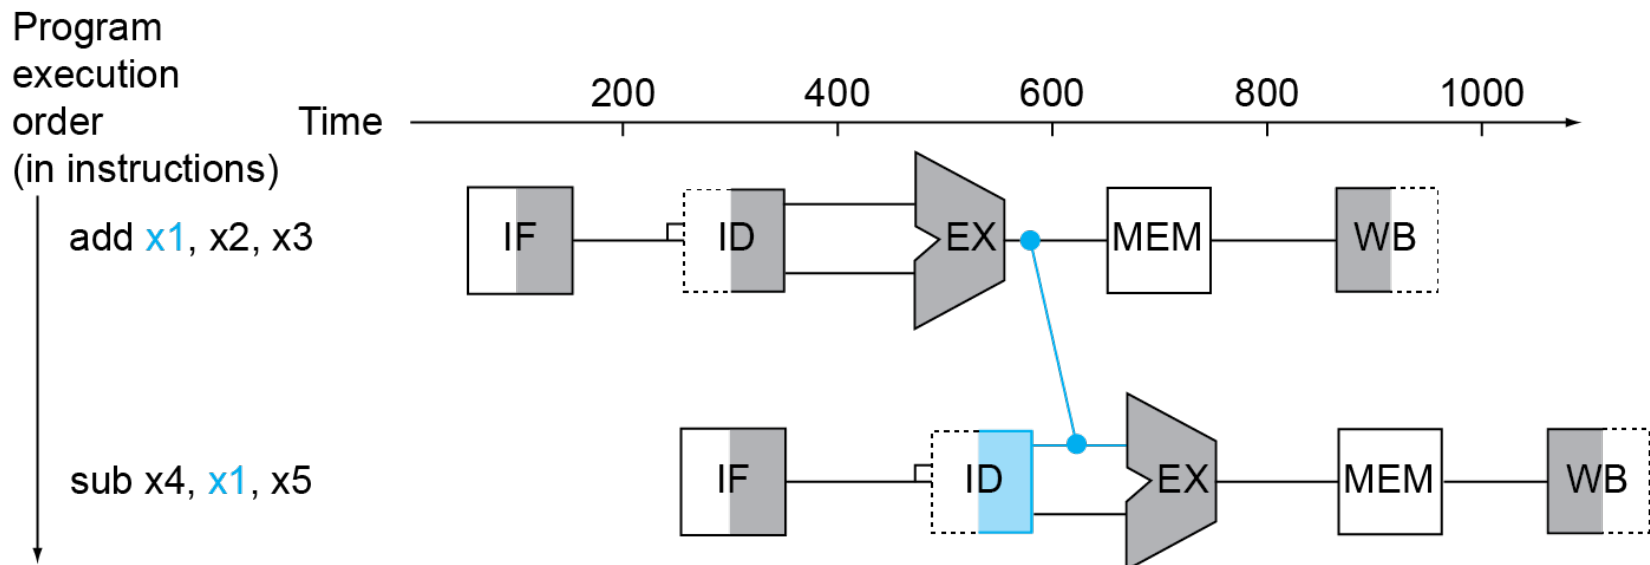 Program
execution
order
(in instructions)
Time
200 400 600 800 1000
add x1, x2, x3
IF ID EX MEM WB
sub x4, x1, x5
IF ID EX MEM WB